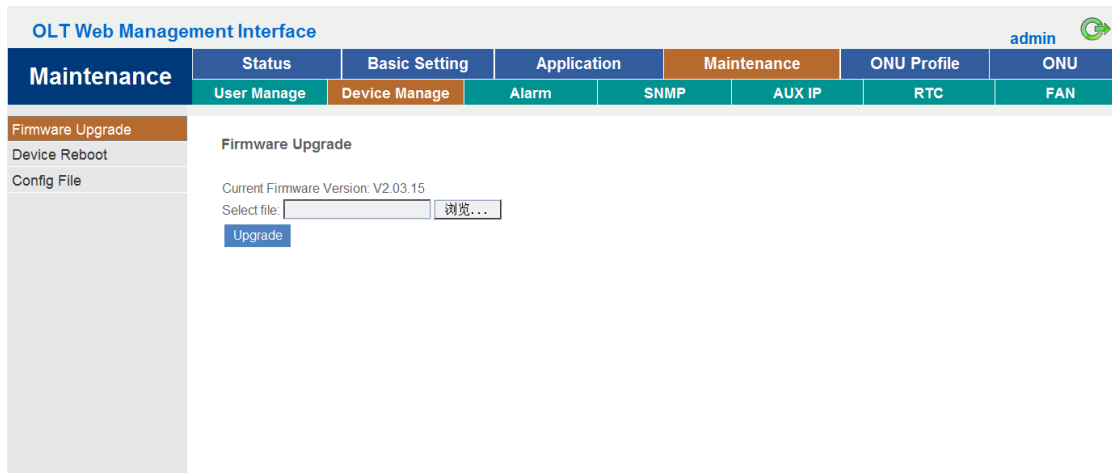 OLT Web Management Interface
admin
Maintenance
Status Basic Setting Application Maintenance ONU Profile ONU
User Manage Device Manage Alarm SNMP AUX IP RTC FAN
Firmware Upgrade
Device Reboot
Config File
Firmware Upgrade
Current Firmware Version: V2.03.15
Select file: 浏览...
Upgrade